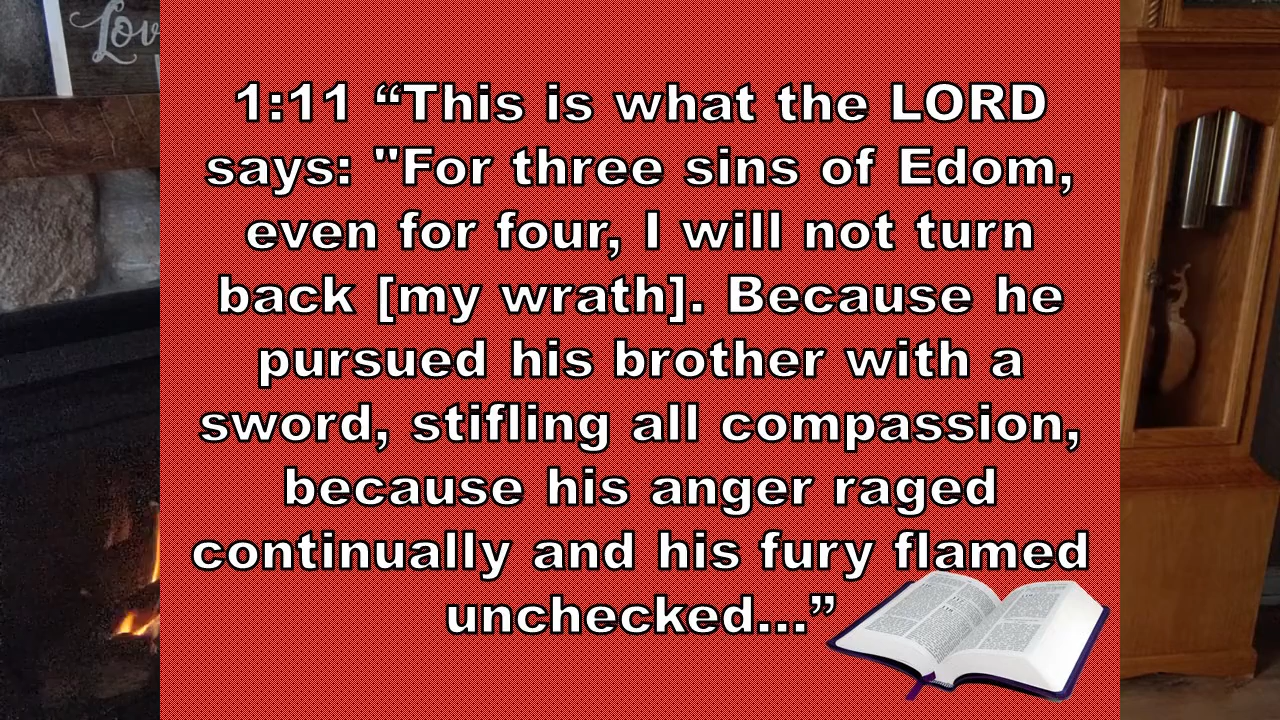 Lov
1:11 “This is what the LORD
says: "For three sins of Edom,
even for four, I will not turn
back [my wrath]. Because he
pursued his brother with a
sword, stifling all compassion,
because his anger raged
continually and his fury flamed
unchecked...”